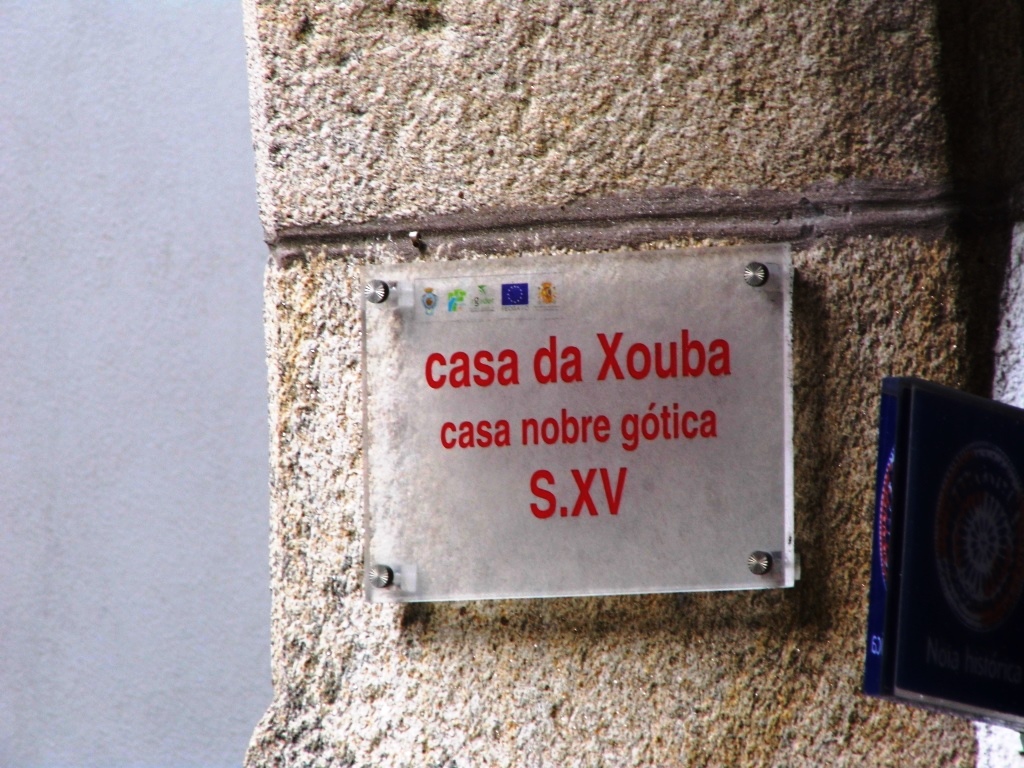 casa da Xouba
casa nobre gótica
S.XV
Noia histórica